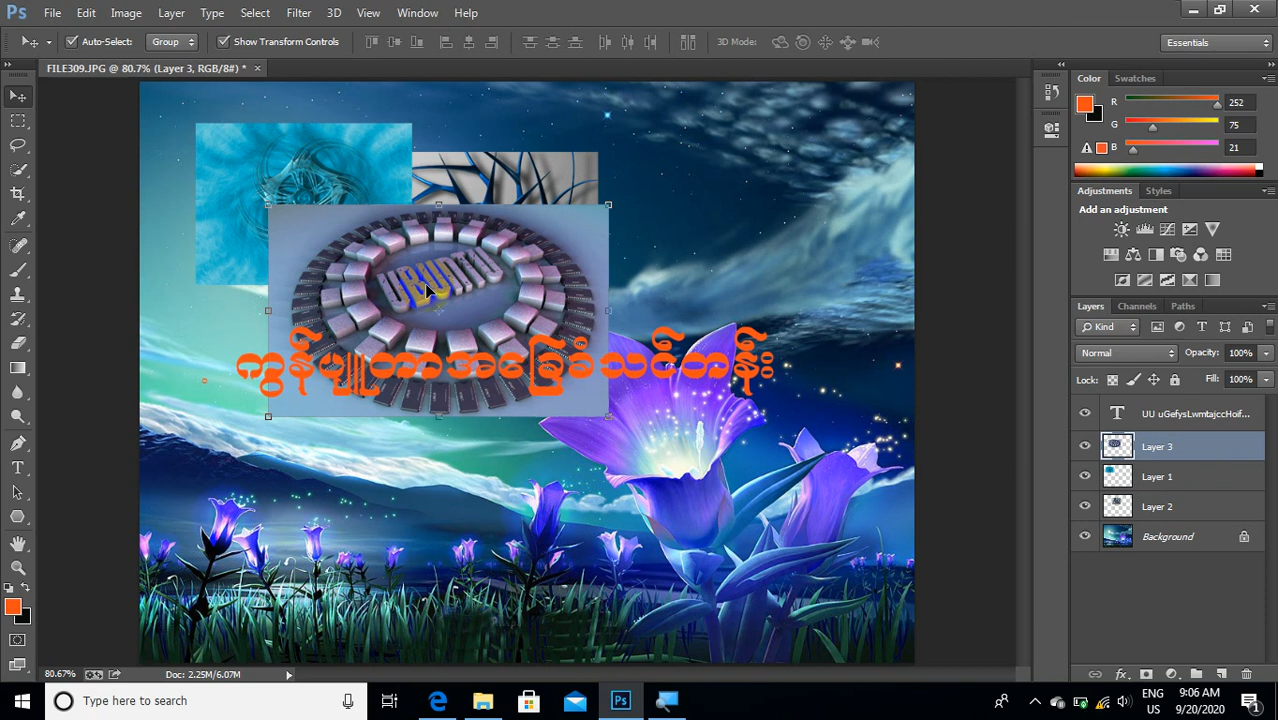 Ps File Edit Image Layer Type Select Filter 3D View Window Help
Auto-Select: Group Show Transform Controls 3D Mode: Essentials
FILE309.JPG @ 80.7% (Layer 3, RGB/8#) * ×
Color Swatches
R 252
G 75
B 21
Adjustments Styles
Add an adjustment
UBUNTU
ကွန်ပျူတာအခြေခံသင်တန်း
Layers Channels Paths
Kind
Normal Opacity: 100%
Lock: Fill: 100%
T UU uGefysLwmtajccHoif...
Layer 3
Layer 1
Layer 2
Background
80.67% Doc: 2.25M/6.07M
Type here to search
ENG
US
9:06 AM
9/20/2020
1